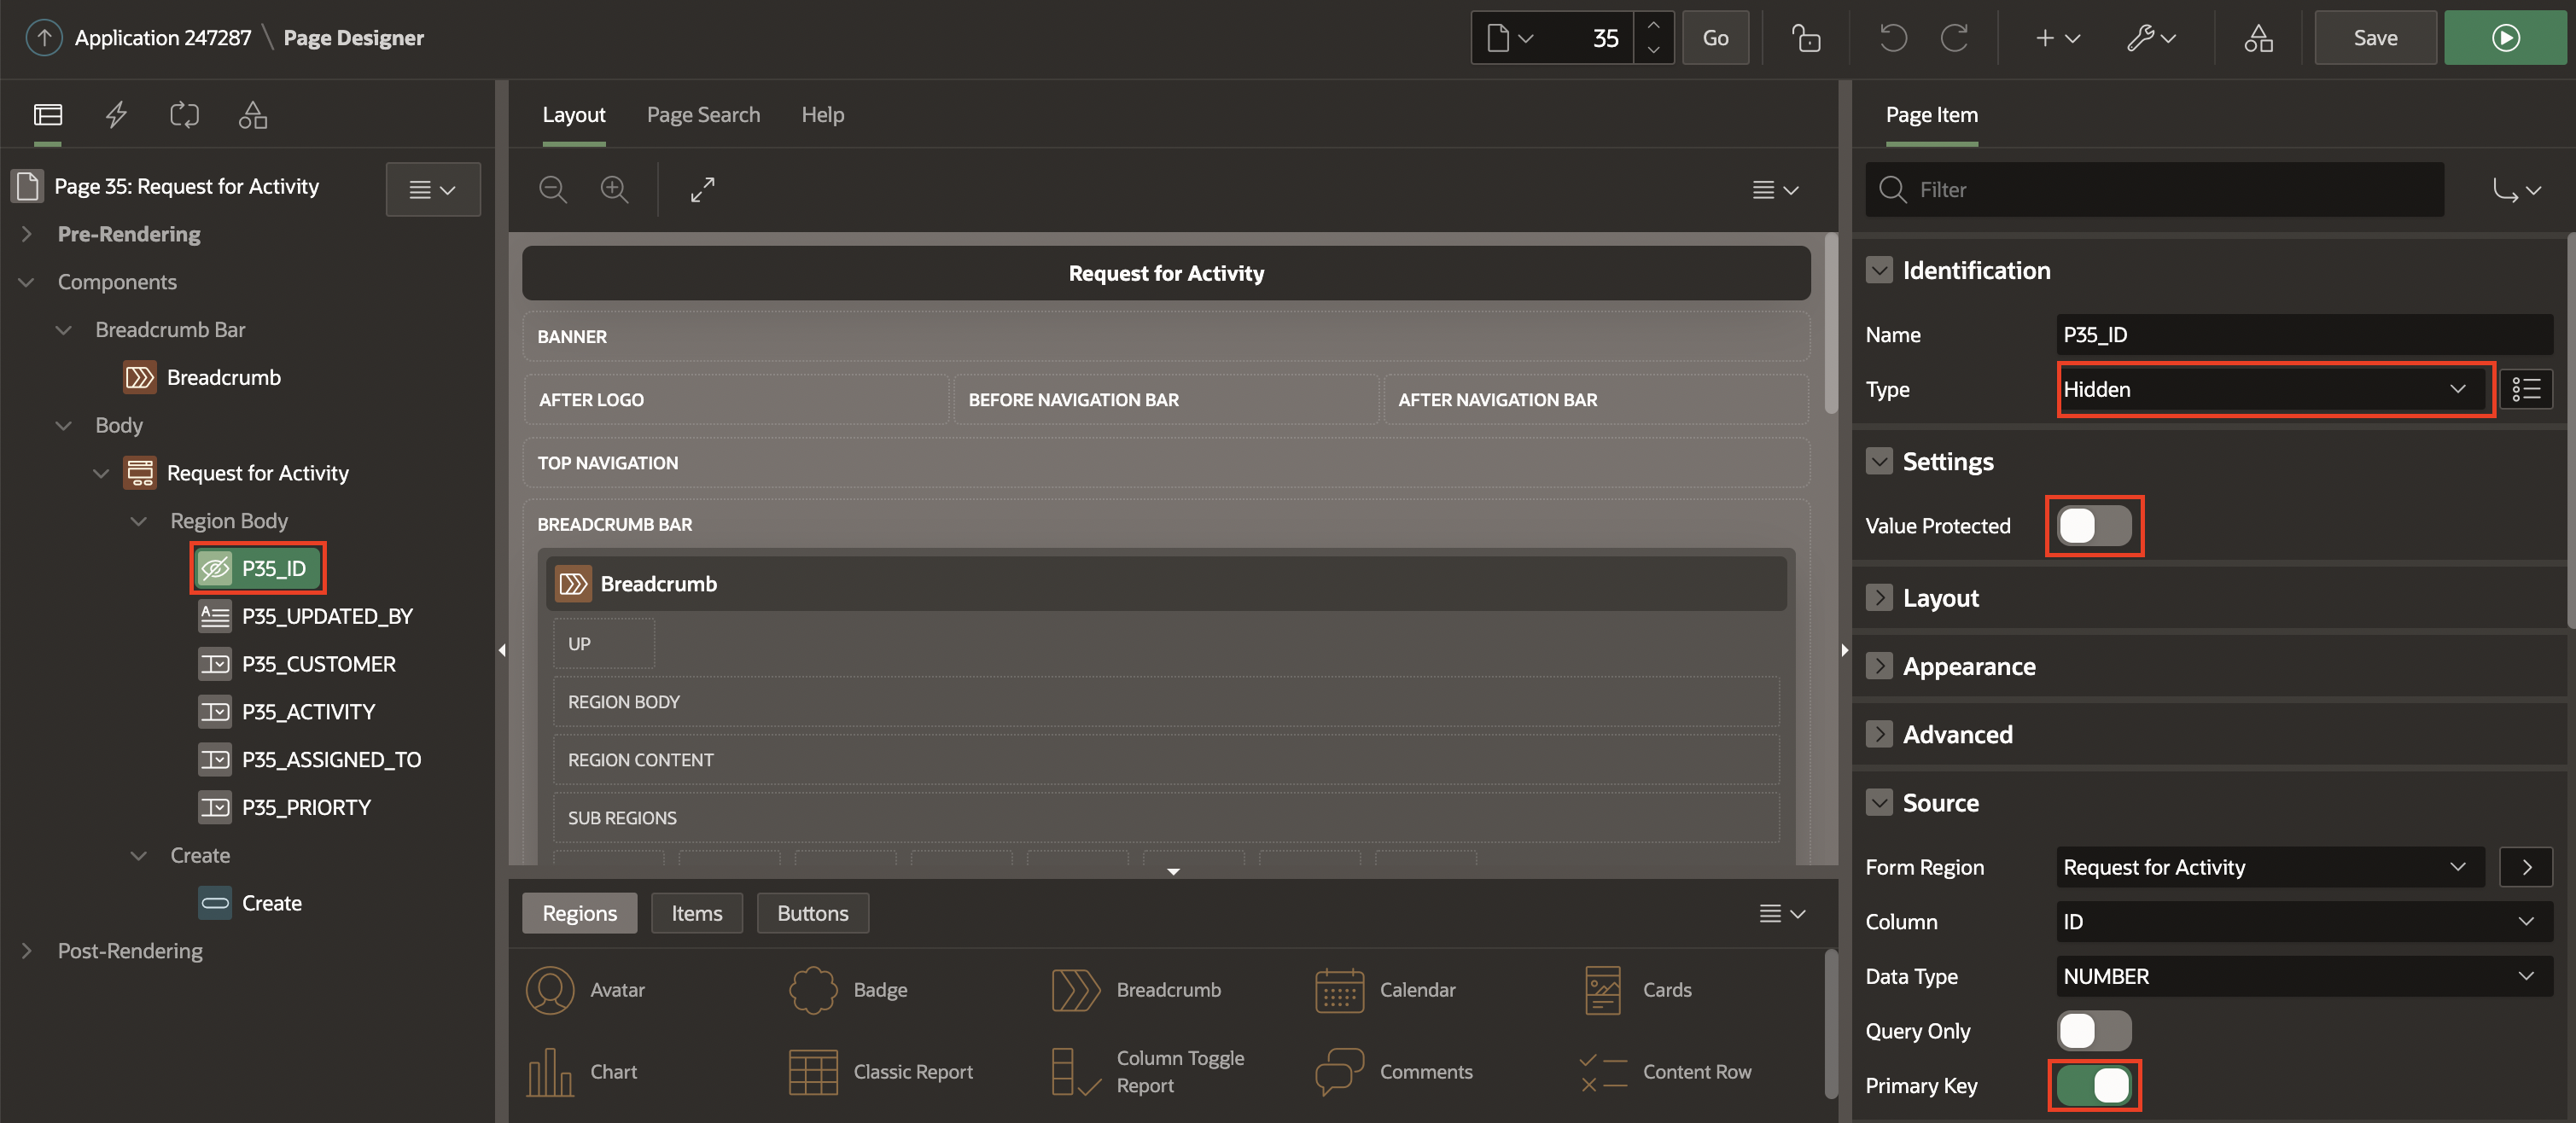 Application 247287 \ Page Designer
35
Go
Save
Page 35: Request for Activity
Pre-Rendering
Components
Breadcrumb Bar
Breadcrumb
Body
Request for Activity
Region Body
P35_ID
P35_UPDATED_BY
P35_CUSTOMER
P35_ACTIVITY
P35_ASSIGNED_TO
P35_PRIORTY
Create
Create
Post-Rendering
Layout
Page Search
Help
Request for Activity
BANNER
AFTER LOGO
BEFORE NAVIGATION BAR
AFTER NAVIGATION BAR
TOP NAVIGATION
BREADCRUMB BAR
Breadcrumb
UP
REGION BODY
REGION CONTENT
SUB REGIONS
Regions
Items
Buttons
Avatar
Badge
Breadcrumb
Calendar
Cards
Chart
Classic Report
Column Toggle
Report
Comments
Content Row
Page Item
Filter
Identification
Name
P35_ID
Type
Hidden
Settings
Value Protected
Layout
Appearance
Advanced
Source
Form Region
Request for Activity
Column
ID
Data Type
NUMBER
Query Only
Primary Key